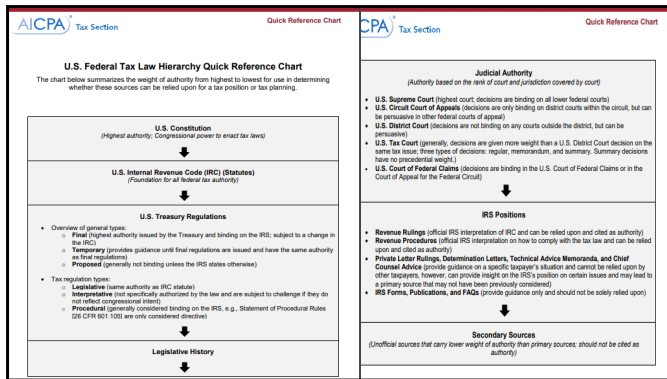 AICPA Tax Section
Quick Reference Chart
U.S. Federal Tax Law Hierarchy Quick Reference Chart
The chart below summarizes the weight of authority from highest to lowest for use in determining
whether these sources can be relied upon for a tax position or tax planning.
U.S. Constitution
(Highest authority; Congressional power to enact tax laws)
U.S. Internal Revenue Code (IRC) (Statutes)
(Foundation for all federal tax authority)
U.S. Treasury Regulations
• Overview of general types:
o Final (highest authority issued by the Treasury and binding on the IRS; subject to a change in
the IRC)
o Temporary (provides guidance until final regulations are issued and have the same authority
as final regulations)
o Proposed (generally not binding unless the IRS states otherwise)
• Tax regulation types:
o Legislative (same authority as IRC statute)
o Interpretative (not specifically authorized by the law and are subject to challenge if they do
not reflect congressional intent)
o Procedural (generally considered binding on the IRS, e.g., Statement of Procedural Rules
[26 CFR 601.105] are only considered directive)
Legislative History
CPA Tax Section
Quick Reference Chart
Judicial Authority
(Authority based on the rank of court and jurisdiction covered by court)
• U.S. Supreme Court (highest court; decisions are binding on all lower federal courts)
• U.S. Circuit Court of Appeals (decisions are only binding on district courts within the circuit, but can
be persuasive in other federal courts of appeal)
• U.S. District Court (decisions are not binding on any courts outside the district, but can be
persuasive)
• U.S. Tax Court (generally, decisions are given more weight than a U.S. District Court decision on the
same tax issue; three types of decisions: regular, memorandum, and summary. Summary decisions
have no precedential weight.)
• U.S. Court of Federal Claims (decisions are binding in the U.S. Court of Federal Claims or in the
Court of Appeal for the Federal Circuit)
IRS Positions
• Revenue Rulings (official IRS interpretation of IRC and can be relied upon and cited as authority)
• Revenue Procedures (official IRS interpretation on how to comply with the tax law and can be relied
upon or cited as authority)
• Private Letter Rulings, Determination Letters, Technical Advice Memoranda, and Chief
Counsel Advice (provide guidance on a specific taxpayer's situation and cannot be relied upon by
other taxpayers, however, can provide insight on the IRS's position on certain issues and may lead to
a primary source that may not have been previously considered)
• IRS Forms, Publications, and FAQs (provide guidance only and should not be solely relied upon)
Secondary Sources
(Unofficial sources that carry lower weight of authority than primary sources; should not be cited as
authority)